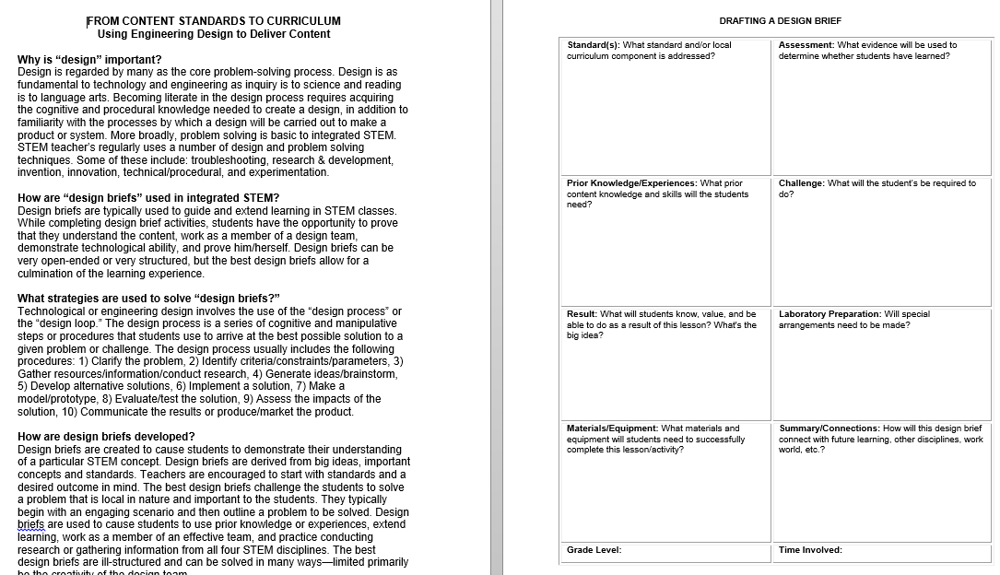 FROM CONTENT STANDARDS TO CURRICULUM
Using Engineering Design to Deliver Content
Why is “design” important?
Design is regarded by many as the core problem-solving process. Design is as
fundamental to technology and engineering as inquiry is to science and reading
is to language arts. Becoming literate in the design process requires acquiring
the cognitive and procedural knowledge needed to create a design, in addition to
familiarity with the processes by which a design will be carried out to make a
product or system. More broadly, problem solving is basic to integrated STEM.
STEM teacher’s regularly uses a number of design and problem solving
techniques. Some of these include: troubleshooting, research & development,
invention, innovation, technical/procedural, and experimentation.
How are “design briefs” used in integrated STEM?
Design briefs are typically used to guide and extend learning in STEM classes.
While completing design brief activities, students have the opportunity to prove
that they understand the content, work as a member of a design team,
demonstrate technological ability, and prove him/herself. Design briefs can be
very open-ended or very structured, but the best design briefs allow for a
culmination of the learning experience.
What strategies are used to solve “design briefs?”
Technological or engineering design involves the use of the “design process” or
the “design loop.” The design process is a series of cognitive and manipulative
steps or procedures that students use to arrive at the best possible solution to a
given problem or challenge. The design process usually includes the following
procedures: 1) Clarify the problem, 2) Identify criteria/constraints/parameters, 3)
Gather resources/information/conduct research, 4) Generate ideas/brainstorm,
5) Develop alternative solutions, 6) Implement a solution, 7) Make a
model/prototype, 8) Evaluate/test the solution, 9) Assess the impacts of the
solution, 10) Communicate the results or produce/market the product.
How are design briefs developed?
Design briefs are created to cause students to demonstrate their understanding
of a particular STEM concept. Design briefs are derived from big ideas, important
concepts and standards. Teachers are encouraged to start with standards and a
desired outcome in mind. The best design briefs challenge the students to solve
a problem that is local in nature and important to the students. They typically
begin with an engaging scenario and then outline a problem to be solved. Design
briefs are used to cause students to use prior knowledge or experiences, extend
learning, work as a member of an effective team, and practice conducting
research or gathering information from all four STEM disciplines. The best
design briefs are ill-structured and can be solved in many ways—limited primarily
be the creativity of the design team.
DRAFTING A DESIGN BRIEF
Standard(s): What standard and/or local
curriculum component is addressed?
Assessment: What evidence will be used to
determine whether students have learned?
Prior Knowledge/Experiences: What prior
content knowledge and skills will the students
need?
Challenge: What will the student’s be required to
do?
Result: What will students know, value, and be
able to do as a result of this lesson? What’s the
big idea?
Laboratory Preparation: Will special
arrangements need to be made?
Materials/Equipment: What materials and
equipment will students need to successfully
complete this lesson/activity?
Summary/Connections: How will this design brief
connect with future learning, other disciplines, work
world, etc.?
Grade Level:
Time Involved: